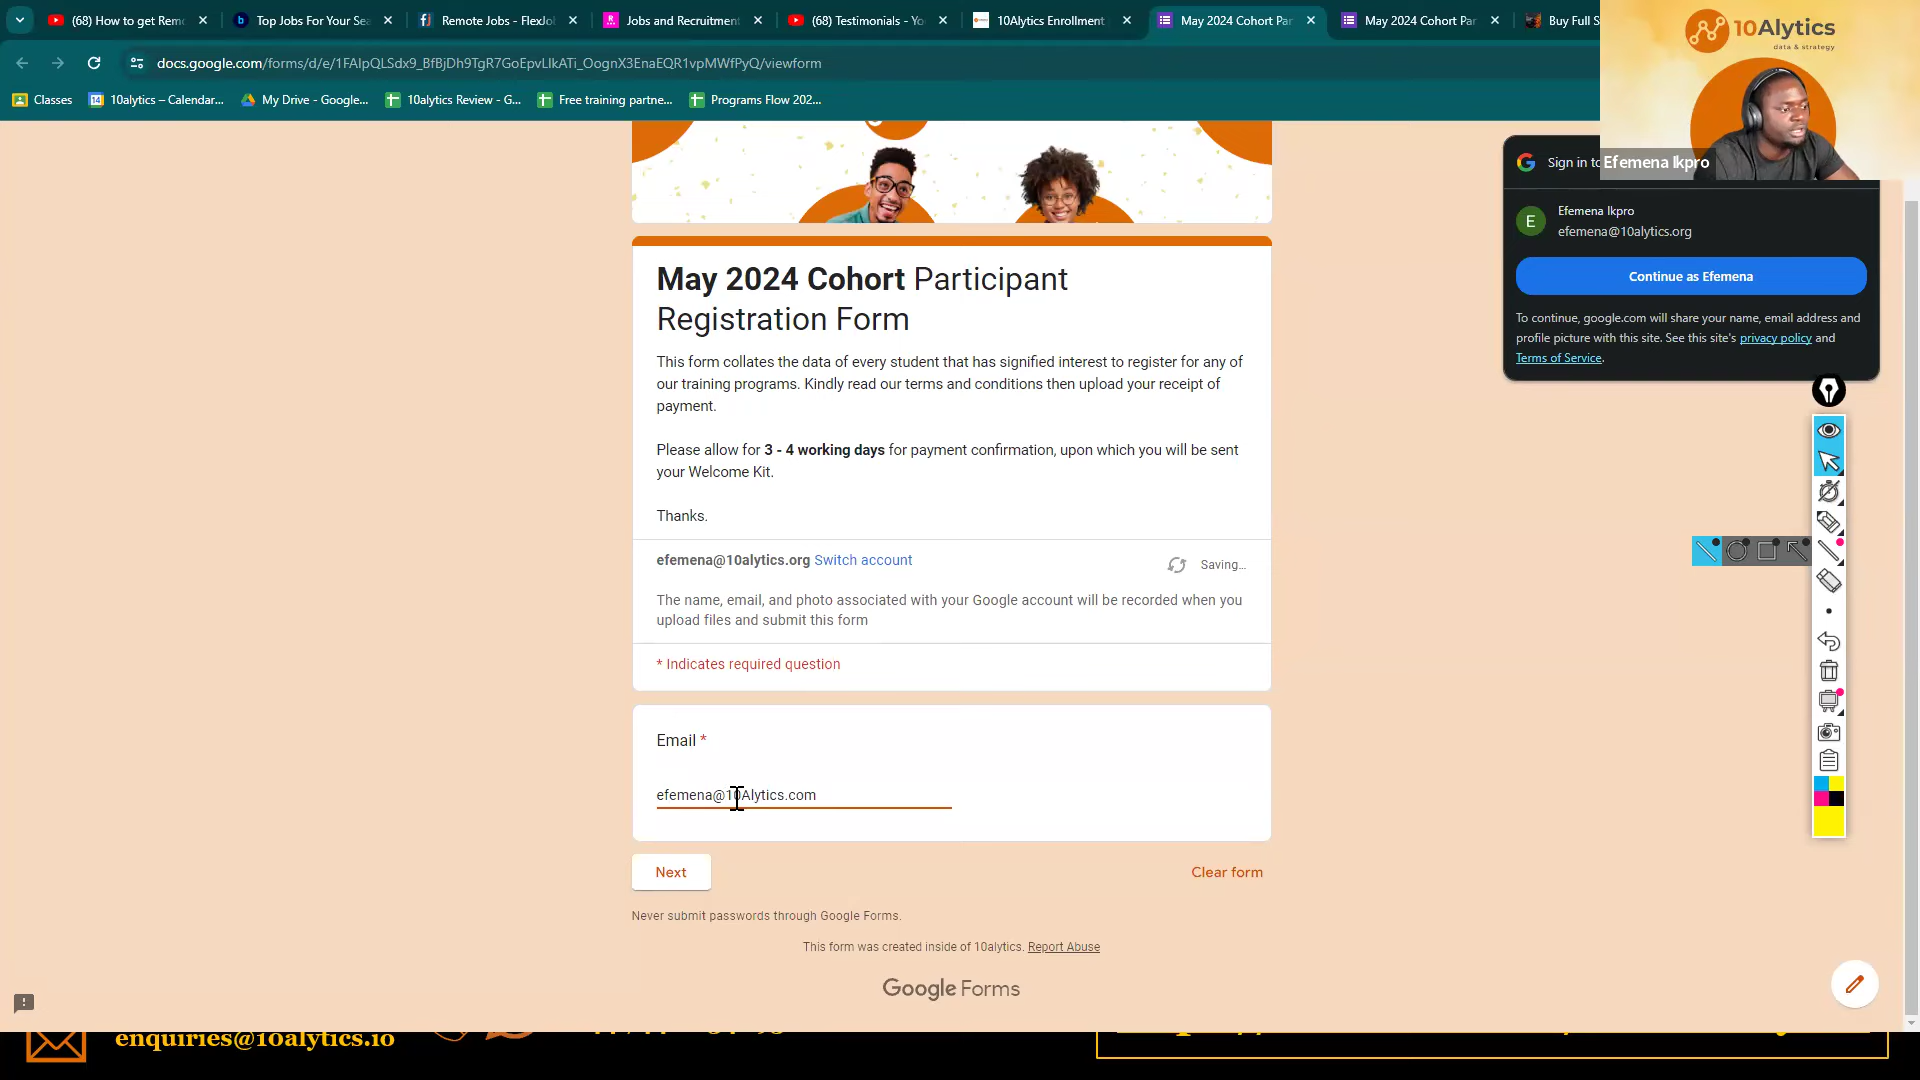 (68) How to get Rem
Top Jobs For Your Sea
Remote Jobs - FlexJo
Jobs and Recruitment
(68) Testimonials - Yo
10Alytics Enrollment
May 2024 Cohort Par
May 2024 Cohort Par
Buy Full S
10Alytics
data & strategy
docs.google.com/forms/d/e/1FAIpQLSdx9_BfBjDh9TgR7GoEpvLIkATi_OognX3EnaEQR1vpMWfPyQ/viewform
Classes
10alytics – Calendar...
My Drive - Google...
10alytics Review - G...
Free training partne...
Programs Flow 202...
Sign in to
Efemena Ikpro
Efemena Ikpro
efemena@10alytics.org
Continue as Efemena
To continue, google.com will share your name, email address and
profile picture with this site. See this site's privacy policy and
Terms of Service.
May 2024 Cohort Participant
Registration Form
This form collates the data of every student that has signified interest to register for any of
our training programs. Kindly read our terms and conditions then upload your receipt of
payment.
Please allow for 3 - 4 working days for payment confirmation, upon which you will be sent
your Welcome Kit.
Thanks.
efemena@10alytics.org Switch account
Saving...
The name, email, and photo associated with your Google account will be recorded when you
upload files and submit this form
* Indicates required question
Email *
efemena@10Alytics.com
Next
Clear form
Never submit passwords through Google Forms.
This form was created inside of 10alytics. Report Abuse
Google Forms
enquiries@10alytics.io